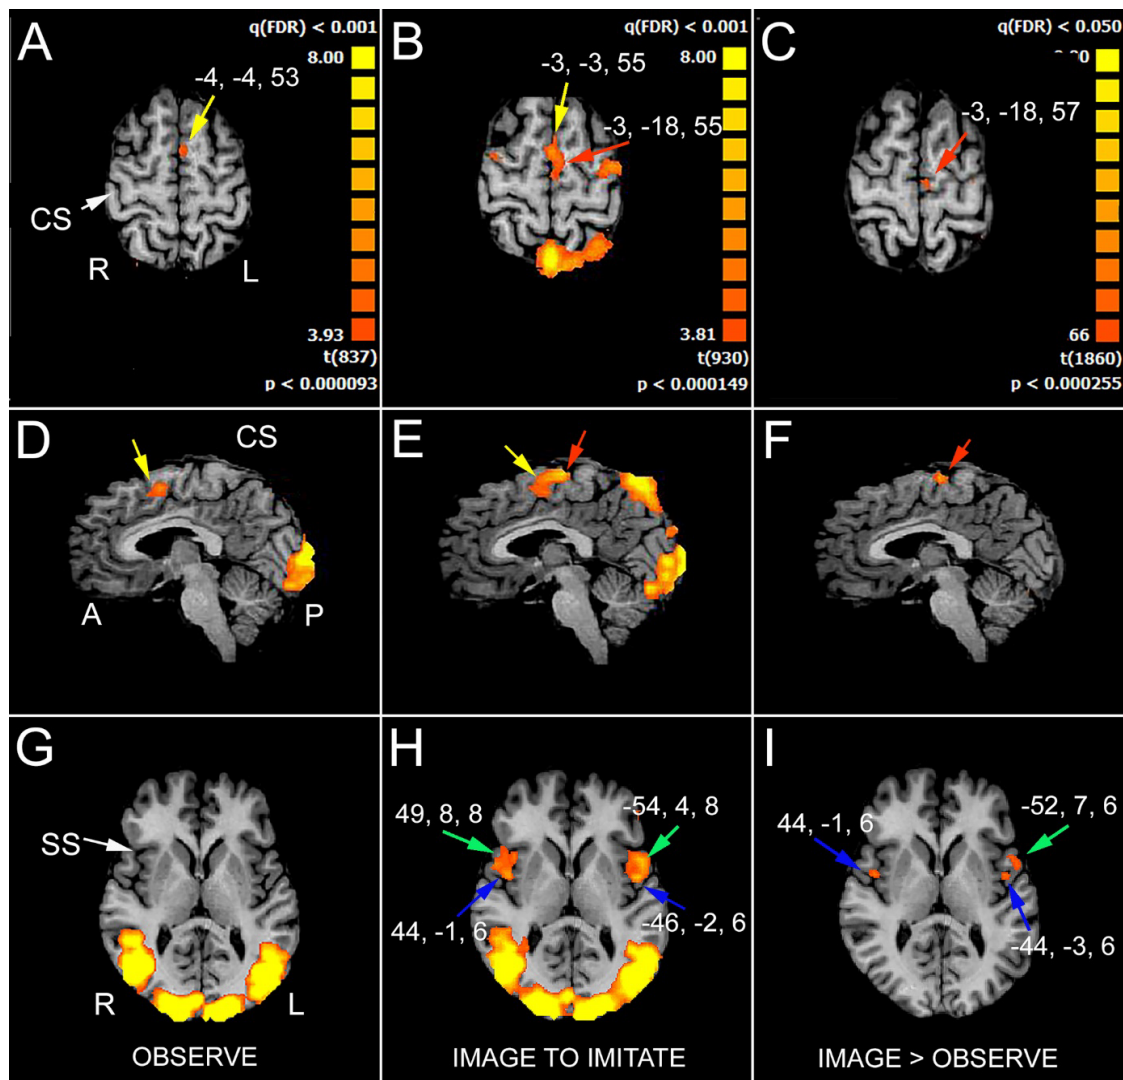 A
q(FDR) < 0.001
8.00
-4, -4, 53
CS
R
L
3.93
t(837)
p < 0.000093
B
q(FDR) < 0.001
8.00
-3, -3, 55
-3, -18, 55
3.81
t(930)
p < 0.000149
C
q(FDR) < 0.050
-3, -18, 57
66
t(1860)
p < 0.000255
D
CS
A
P
E
F
G
SS
R
L
OBSERVE
H
49, 8, 8
-54, 4, 8
44, -1, 6
-46, -2, 6
IMAGE TO IMITATE
I
44, -1, 6
-52, 7, 6
-44, -3, 6
IMAGE > OBSERVE